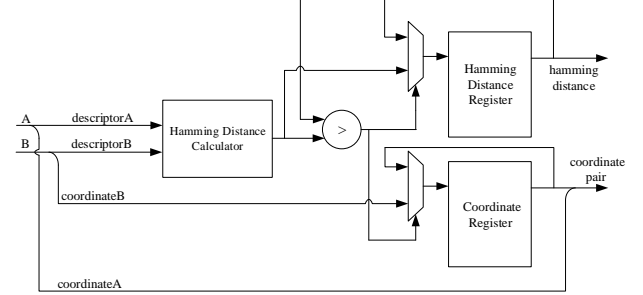 Hamming
Distance
Register
hamming
distance
A
descriptorA
Hamming Distance
Calculator
>
B
descriptorB
coordinate
pair
coordinateB
Coordinate
Register
coordinateA